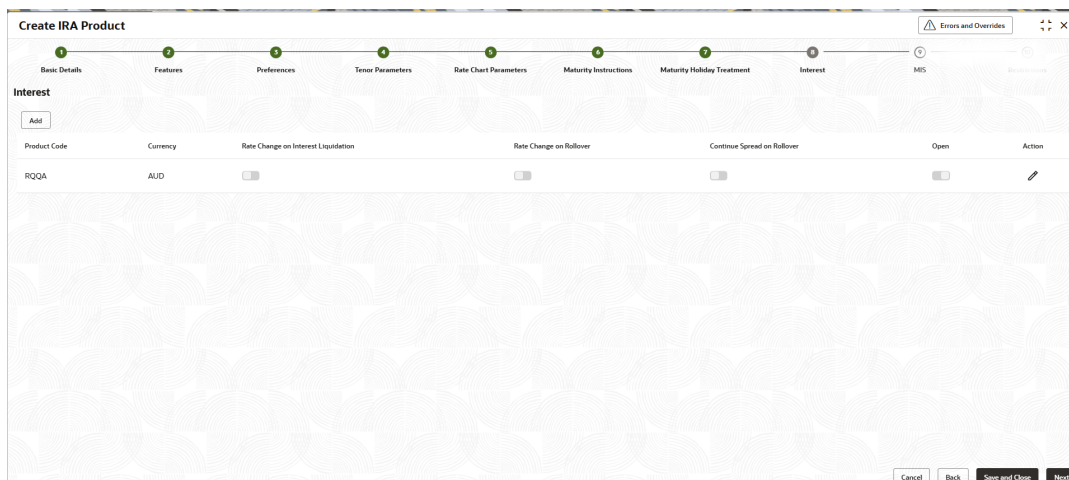 Create IRA Product
Errors and Overrides
1 2 3 4 5 6 7 8 9
Basic Details Features Preferences Tenor Parameters Rate Chart Parameters Maturity Instructions Maturity Holiday Treatment Interest MIS
Interest
Add
Product Code Currency Rate Change on Interest Liquidation Rate Change on Rollover Continue Spread on Rollover Open Action
RQQA AUD
Cancel Back Save and Close Next